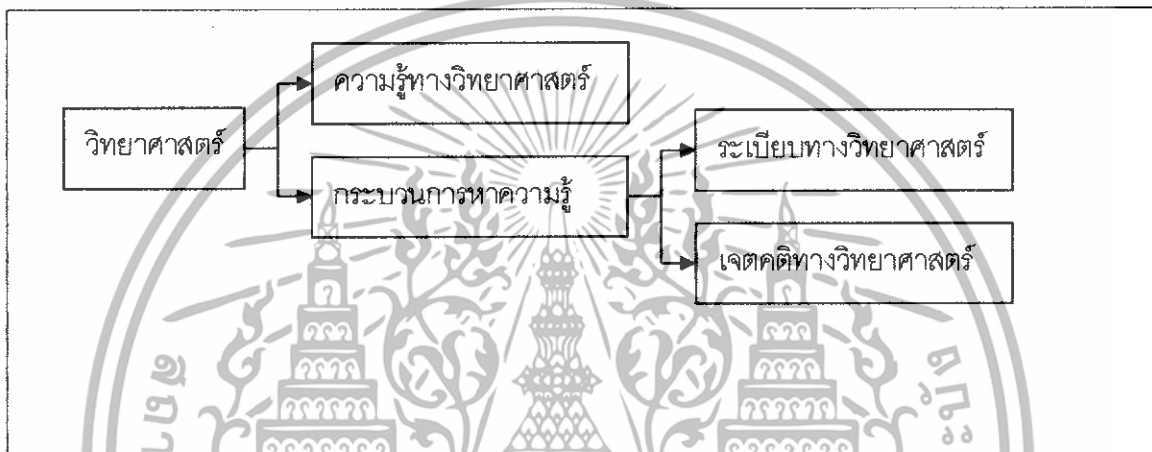 ความรู้ทางวิทยาศาสตร์
วิทยาศาสตร์
ระเบียบทางวิทยาศาสตร์
กระบวนการหาความรู้
เจตคติทางวิทยาศาสตร์